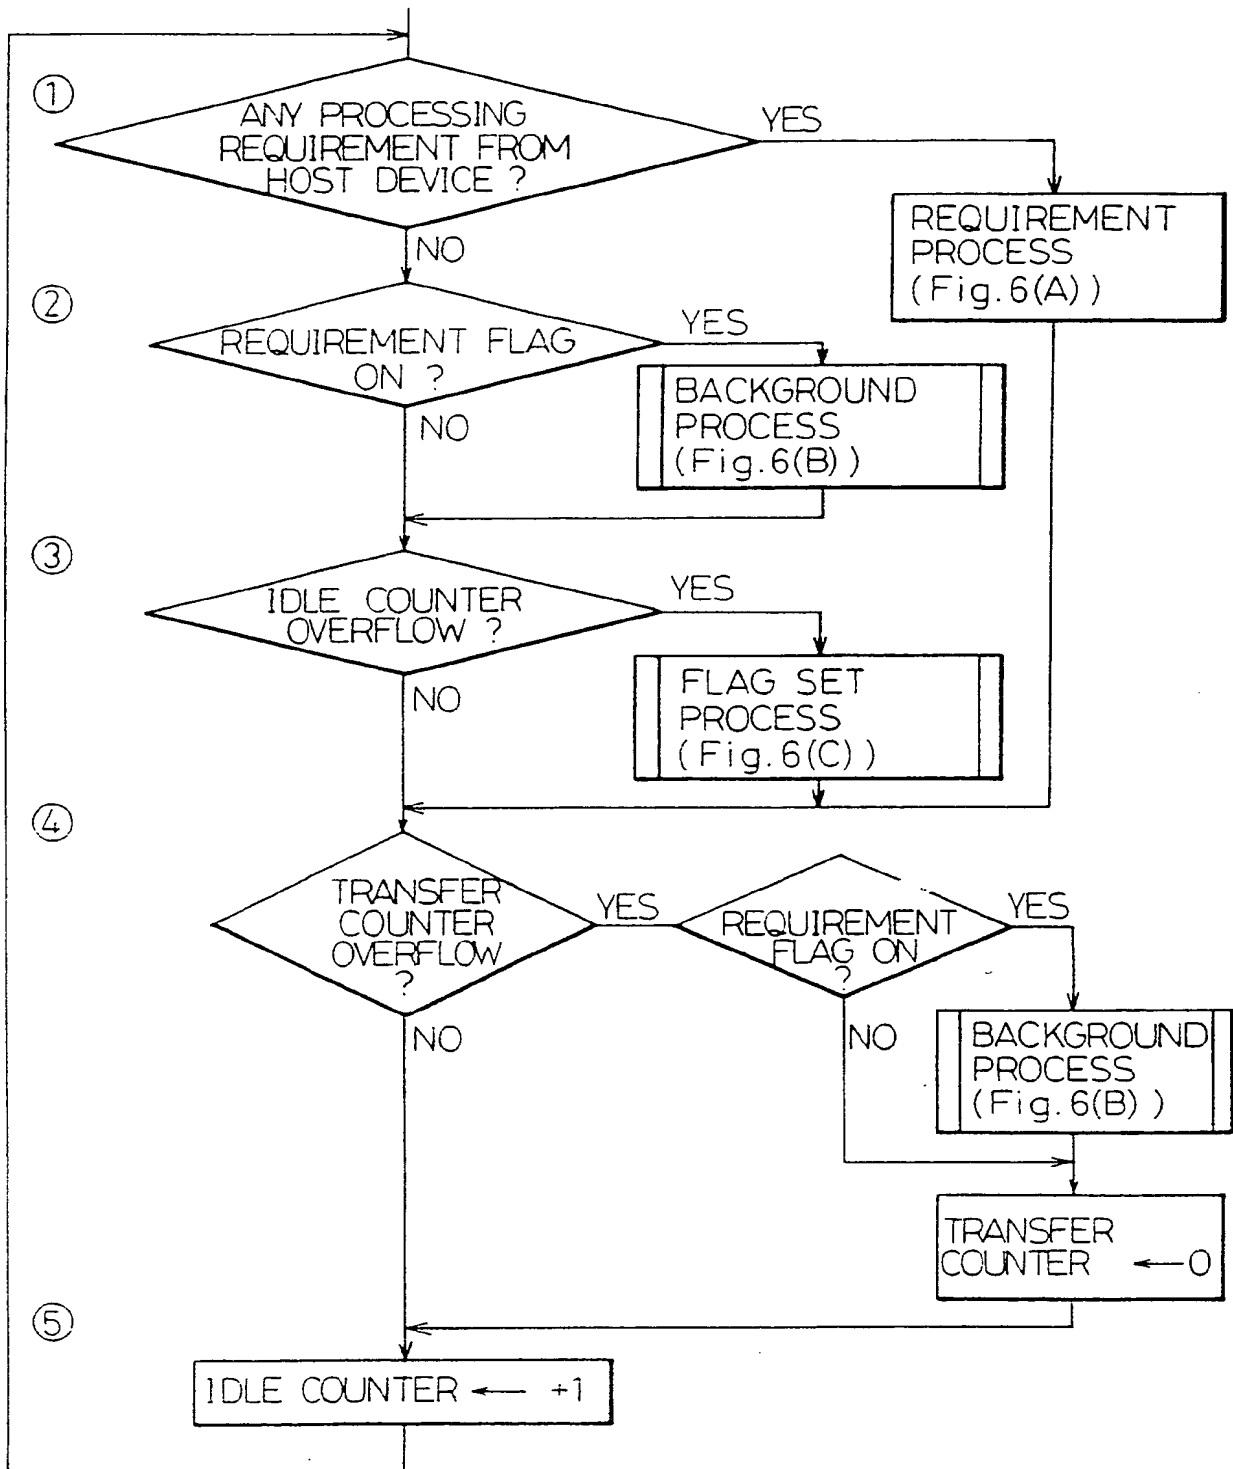 ①
ANY PROCESSING
REQUIREMENT FROM
HOST DEVICE ?
YES
NO
REQUIREMENT
PROCESS
(Fig.6(A))
②
REQUIREMENT FLAG
ON ?
YES
NO
BACKGROUND
PROCESS
(Fig.6(B))
③
IDLE COUNTER
OVERFLOW ?
YES
NO
FLAG SET
PROCESS
(Fig.6(C))
④
TRANSFER
COUNTER
OVERFLOW
?
YES
NO
REQUIREMENT
FLAG ON
?
YES
NO
BACKGROUND
PROCESS
(Fig.6(B))
TRANSFER
COUNTER ← 0
⑤
IDLE COUNTER ← +1